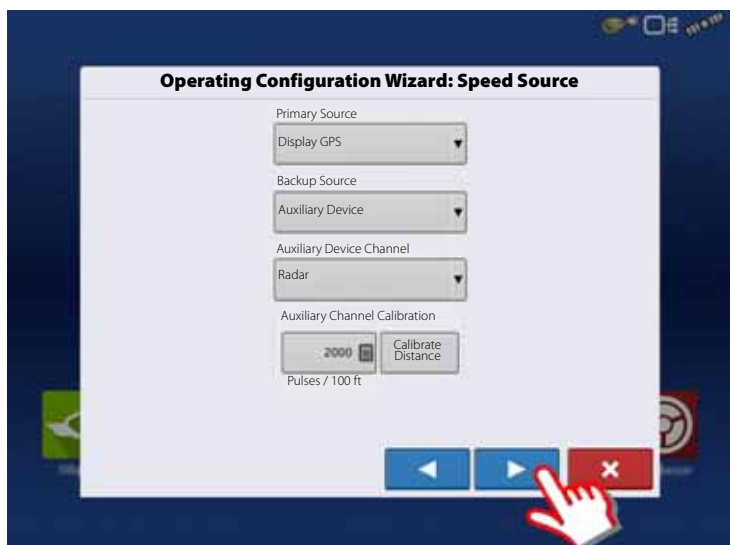 Operating Configuration Wizard: Speed Source
Primary Source
Display GPS
Backup Source
Auxiliary Device
Auxiliary Device Channel
Radar
Auxiliary Channel Calibration
2000
Calibrate
Distance
Pulses / 100 ft